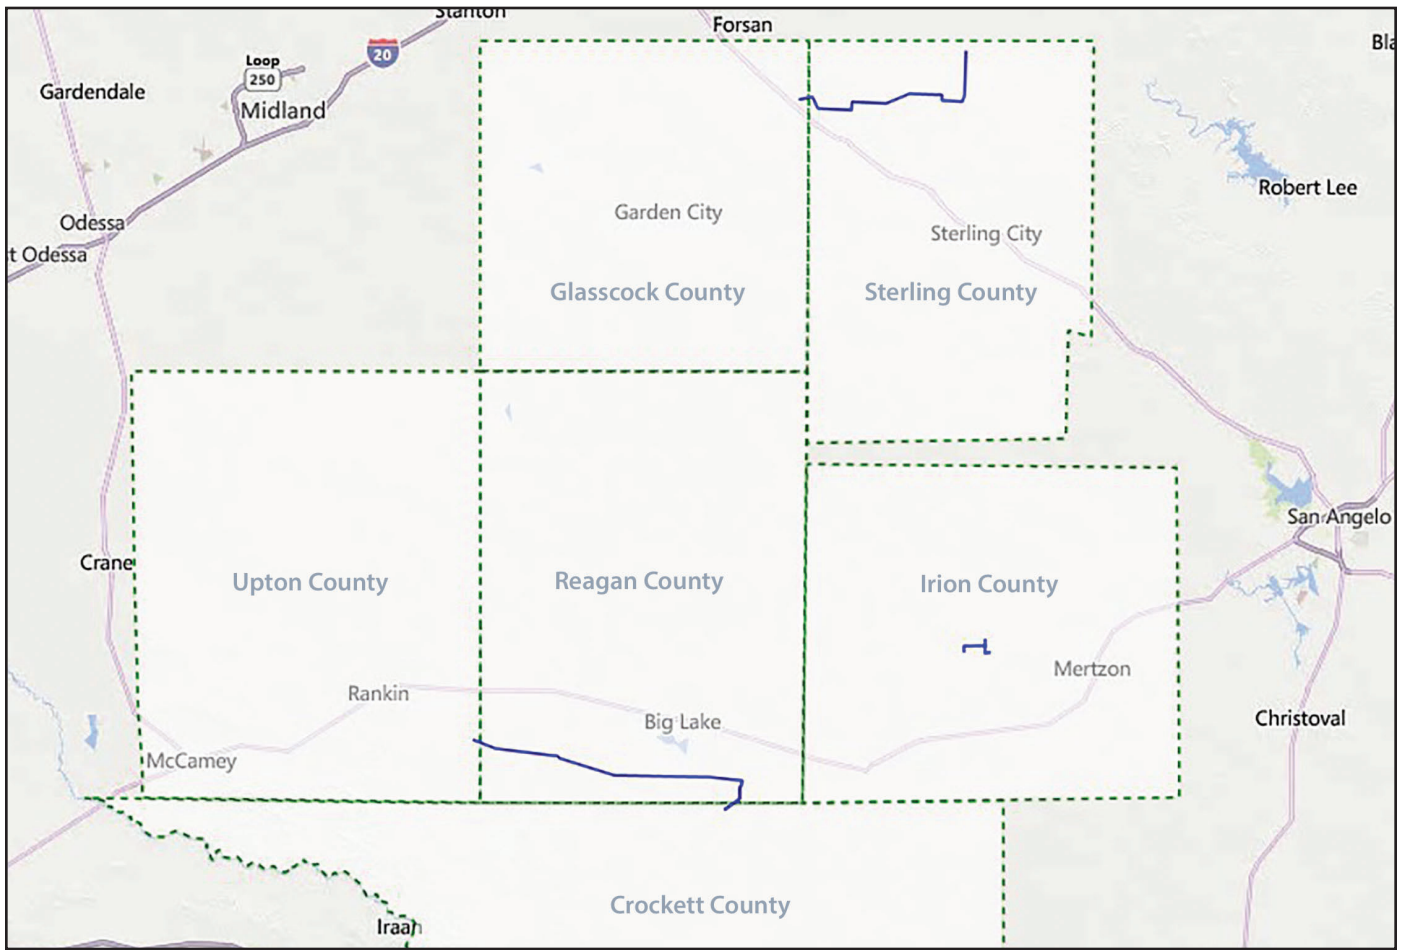 Stanton
Forsan
20
Loop
250
Gardendale
Midland
Robert Lee
Odessa
Garden City
Sterling City
t Odessa
Glasscock County
Sterling County
San Angelo
Crane
Upton County
Reagan County
Irion County
Mertzon
Rankin
Big Lake
Christoval
McCamey
Crockett County
Iraan